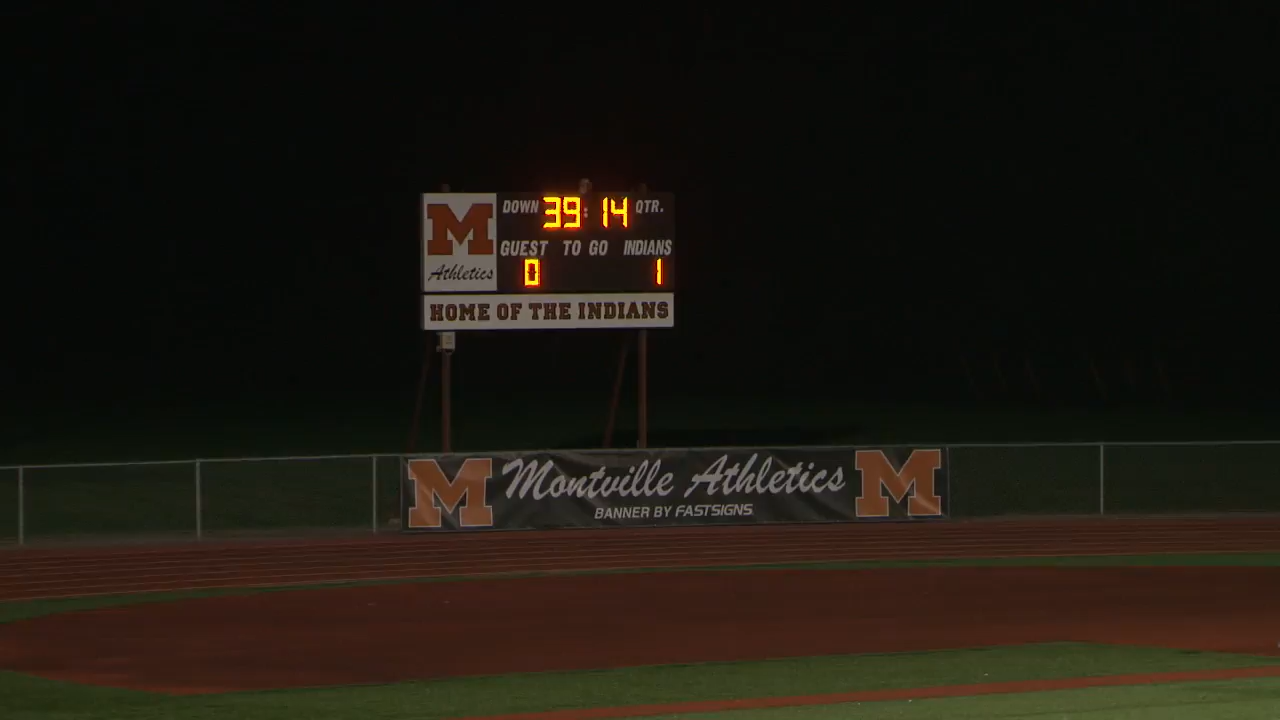 M
Athletics
DOWN 39:14 QTR.
GUEST TO GO INDIANS
0 1
HOME OF THE INDIANS
M Montville Athletics M
BANNER BY FASTSIGNS